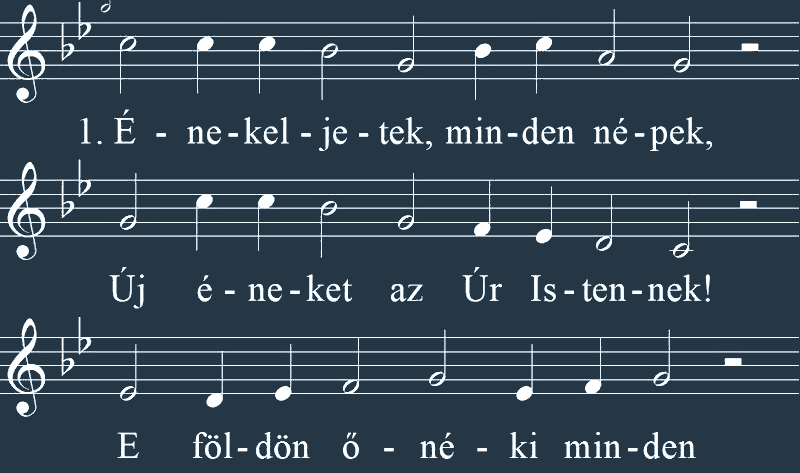 1. É - ne - kel - je - tek, min - den né - pek,
Új é - ne - ket az Úr Is - ten - nek!
E föl - dön ő - né - ki min - den